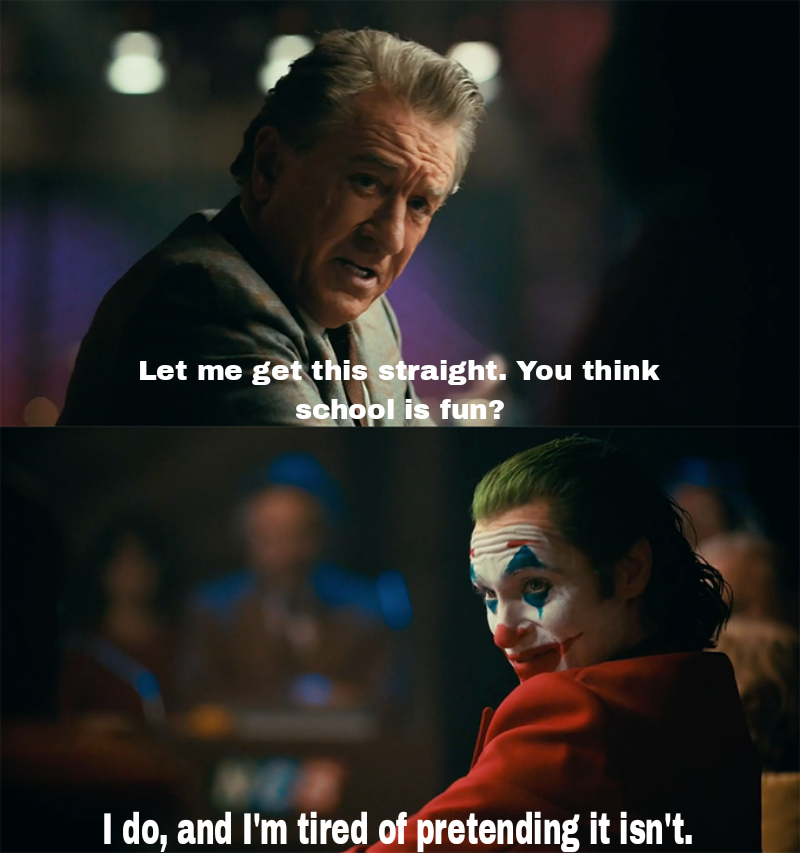 Let me get this straight. You think
school is fun?
I do, and I'm tired of pretending it isn't.